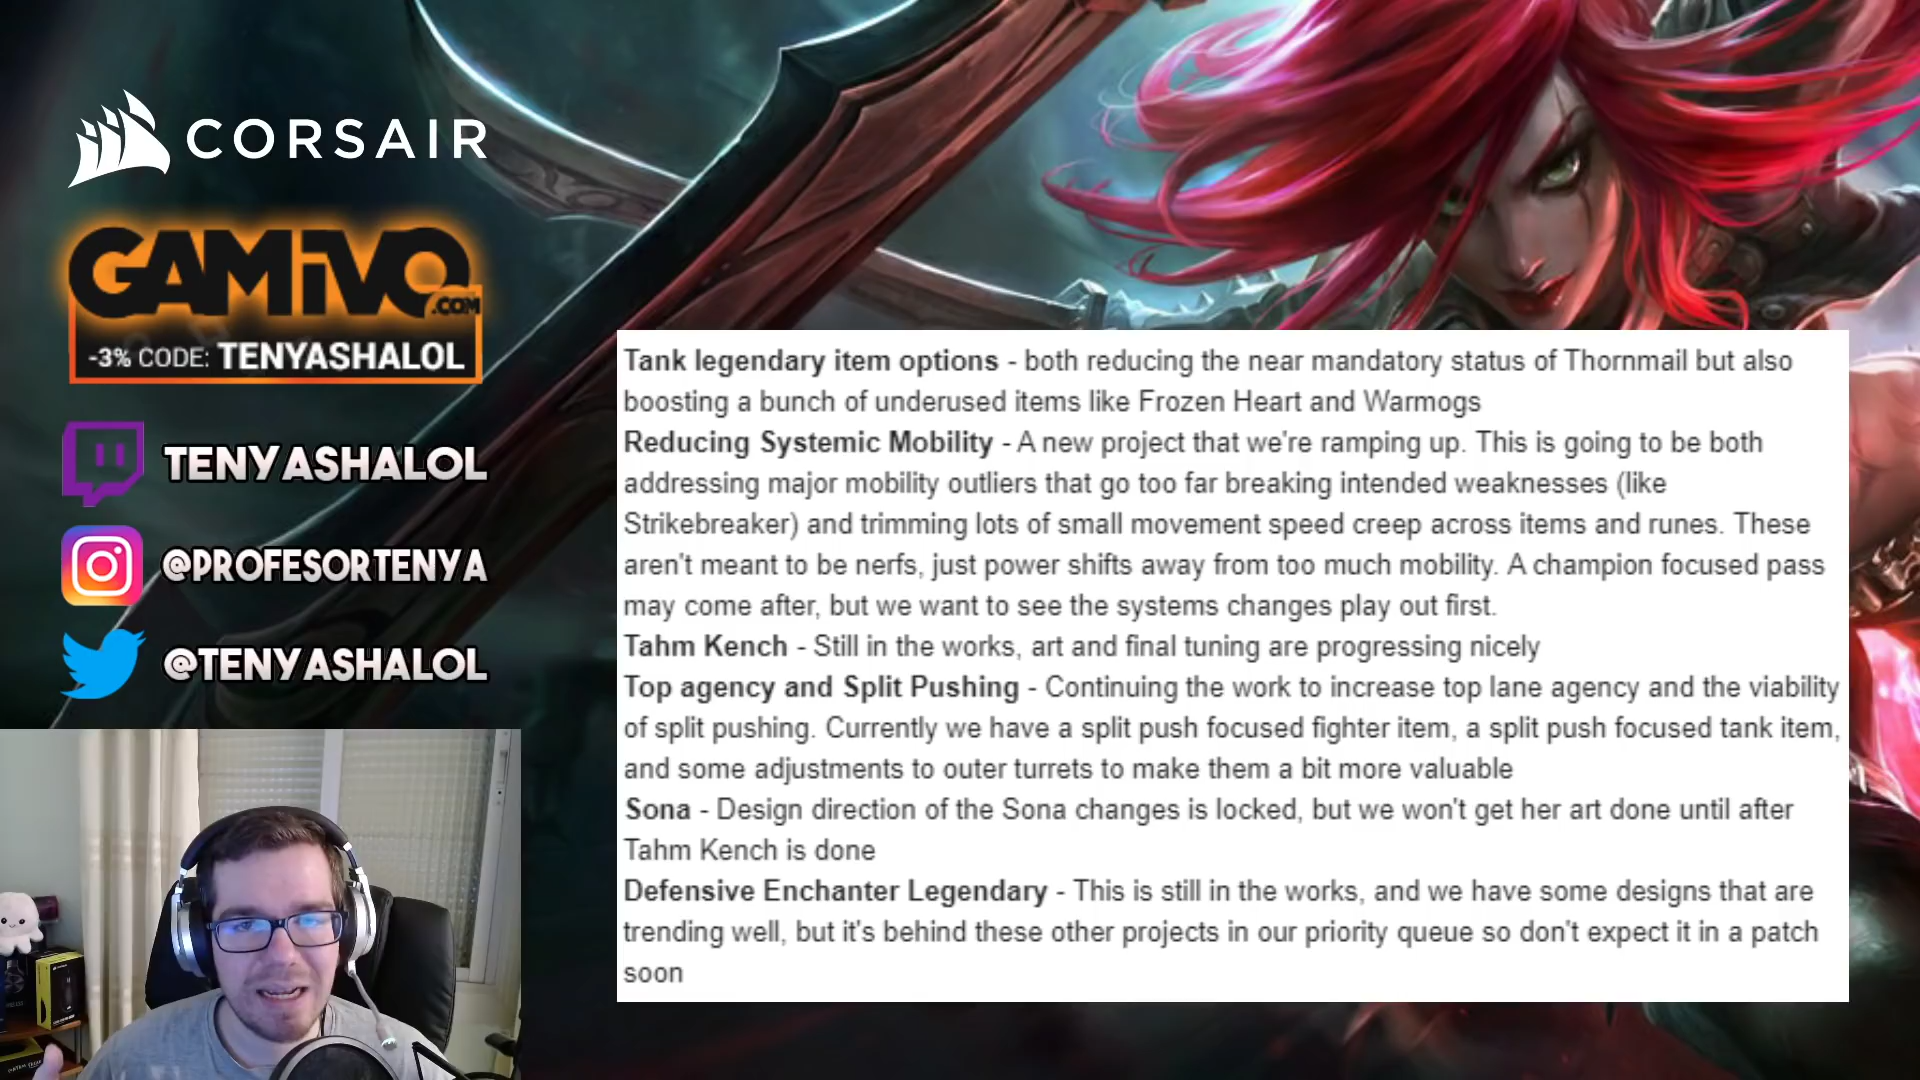 CORSAIR
GAMiVO.COM
-3% CODE: TENYASHALOL
TENYASHALOL
@PROFESORTENYA
@TENYASHALOL
Tank legendary item options - both reducing the near mandatory status of Thornmail but also
boosting a bunch of underused items like Frozen Heart and Warmogs
Reducing Systemic Mobility - A new project that we're ramping up. This is going to be both
addressing major mobility outliers that go too far breaking intended weaknesses (like
Strikebreaker) and trimming lots of small movement speed creep across items and runes. These
aren't meant to be nerfs, just power shifts away from too much mobility. A champion focused pass
may come after, but we want to see the systems changes play out first.
Tahm Kench - Still in the works, art and final tuning are progressing nicely
Top agency and Split Pushing - Continuing the work to increase top lane agency and the viability
of split pushing. Currently we have a split push focused fighter item, a split push focused tank item,
and some adjustments to outer turrets to make them a bit more valuable
Sona - Design direction of the Sona changes is locked, but we won't get her art done until after
Tahm Kench is done
Defensive Enchanter Legendary - This is still in the works, and we have some designs that are
trending well, but it's behind these other projects in our priority queue so don't expect it in a patch
soon